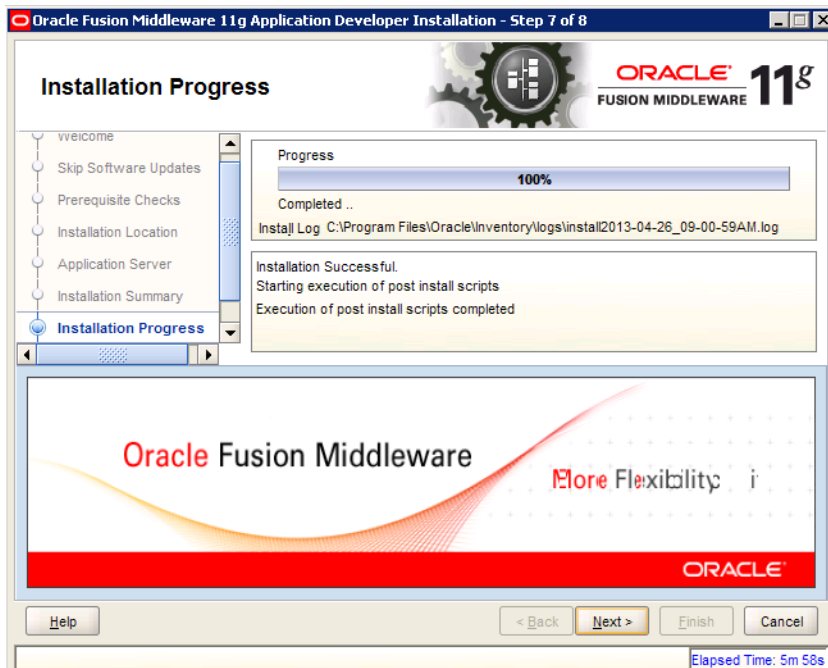 Oracle Fusion Middleware 11g Application Developer Installation - Step 7 of 8
Installation Progress
ORACLE
FUSION MIDDLEWARE 11g
Welcome
Skip Software Updates
Prerequisite Checks
Installation Location
Application Server
Installation Summary
Installation Progress
Progress
100%
Completed ..
Install Log C:\Program Files\Oracle\Inventory\logs\install2013-04-26_09-00-59AM.log
Installation Successful.
Starting execution of post install scripts
Execution of post install scripts completed
Oracle Fusion Middleware
More Flexibility
ORACLE
Help
< Back
Next >
Finish
Cancel
Elapsed Time: 5m 58s